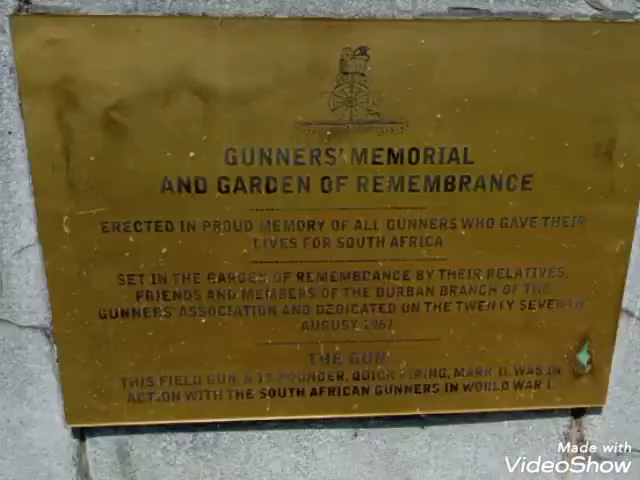 GUNNERS' MEMORIAL
AND GARDEN OF REMEMBRANCE
ERECTED IN PROUD MEMORY OF ALL GUNNERS WHO GAVE THEIR
LIVES FOR SOUTH AFRICA
SET IN THE GARDEN OF REMEMBRANCE BY THEIR RELATIVES,
FRIENDS AND MEMBERS OF THE DURBAN BRANCH OF THE
GUNNERS' ASSOCIATION AND DEDICATED ON THE TWENTY SEVENTH
AUGUST 1967
THE GUN
THIS FIELD GUN, A POUNDER, QUICK FIRING, MARK II, WAS IN
ACTION WITH THE SOUTH AFRICAN GUNNERS IN WORLD WAR I
Made with
VideoShow